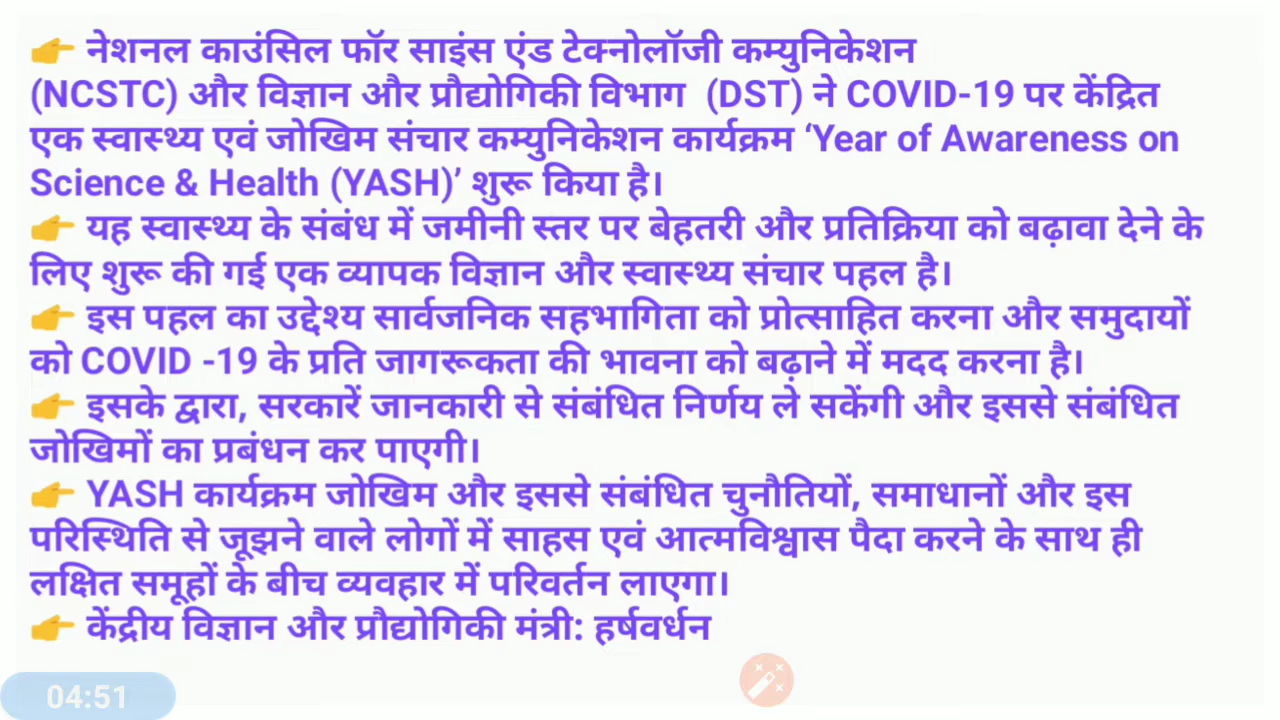 👉 नेशनल काउंसिल फॉर साइंस एंड टेक्नोलॉजी कम्युनिकेशन
(NCSTC) और विज्ञान और प्रौद्योगिकी विभाग (DST) ने COVID-19 पर केंद्रित
एक स्वास्थ्य एवं जोखिम संचार कम्युनिकेशन कार्यक्रम ‘Year of Awareness on
Science & Health (YASH)’ शुरू किया है।
👉 यह स्वास्थ्य के संबंध में जमीनी स्तर पर बेहतरी और प्रतिक्रिया को बढ़ावा देने के
लिए शुरू की गई एक व्यापक विज्ञान और स्वास्थ्य संचार पहल है।
👉 इस पहल का उद्देश्य सार्वजनिक सहभागिता को प्रोत्साहित करना और समुदायों
को COVID -19 के प्रति जागरूकता की भावना को बढ़ाने में मदद करना है।
👉 इसके द्वारा, सरकारें जानकारी से संबंधित निर्णय ले सकेंगी और इससे संबंधित
जोखिमों का प्रबंधन कर पाएगी।
👉 YASH कार्यक्रम जोखिम और इससे संबंधित चुनौतियों, समाधानों और इस
परिस्थिति से जूझने वाले लोगों में साहस एवं आत्मविश्वास पैदा करने के साथ ही
लक्षित समूहों के बीच व्यवहार में परिवर्तन लाएगा।
👉 केंद्रीय विज्ञान और प्रौद्योगिकी मंत्री: हर्षवर्धन
04:51